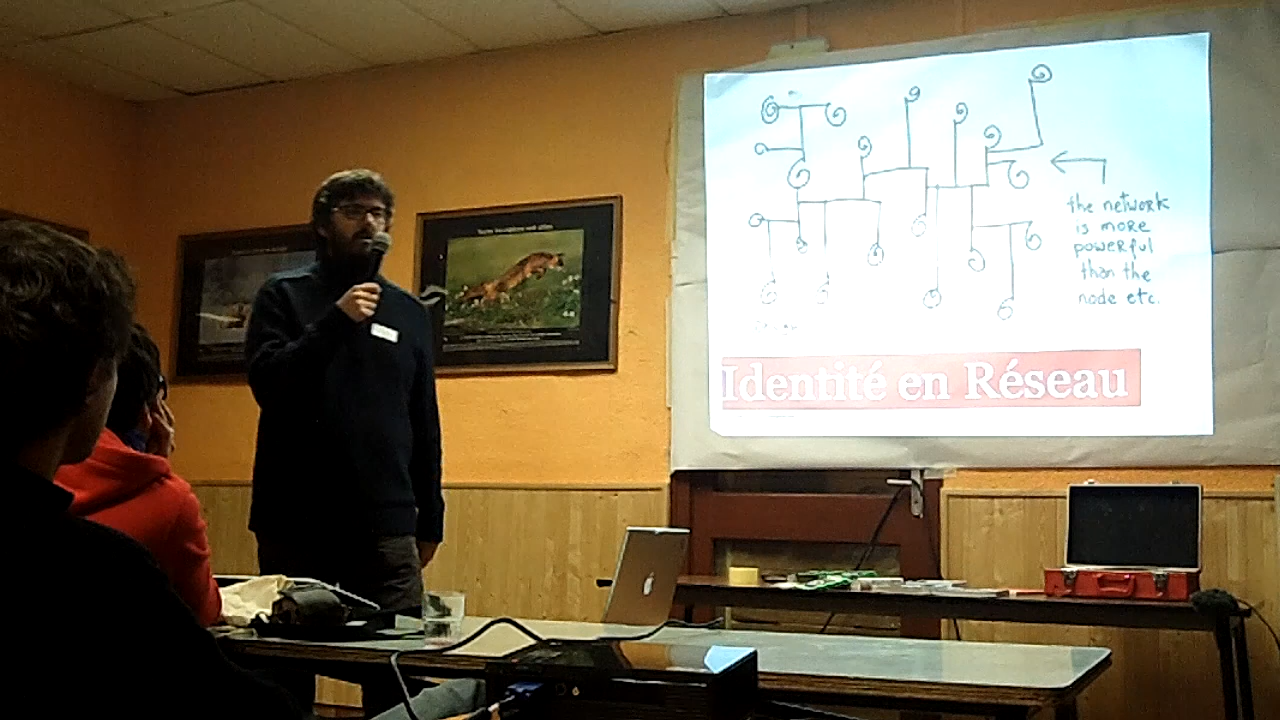 the network
is more
powerful
than the
node etc.
Identité en Réseau